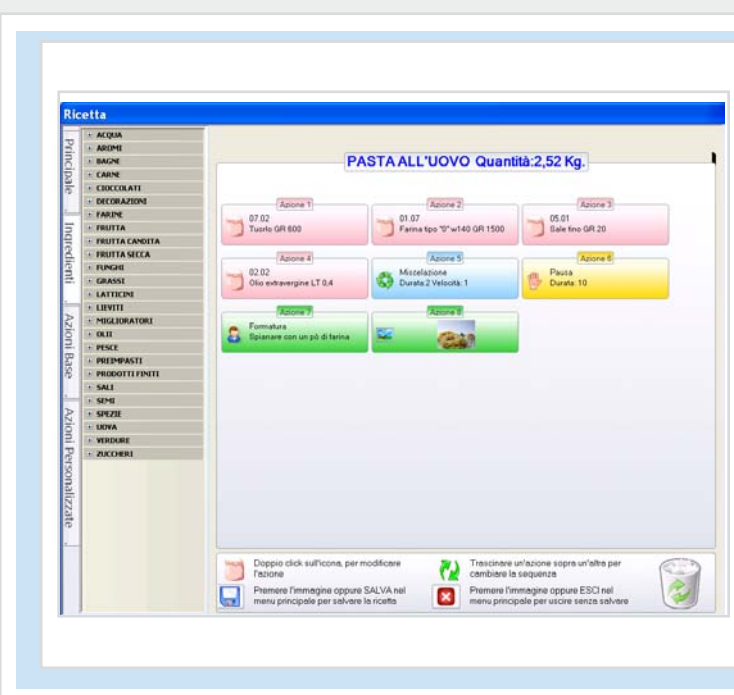 Ricetta
Principale
Ingredienti
Azioni Base
Azioni Personalizzate
ACQUA
AROMI
BAGNE
CARNE
CIOCCOLATI
DECORAZIONI
FARINE
FRUTTA
FRUTTA CANDITA
FRUTTA SECCA
FUNGHI
GRASSI
LATTICINI
LIEVITI
MIGLIORATORI
OLII
PESCE
PREIMPASTI
PRODOTTI FINITI
SALI
SEMI
SPEZIE
UOVA
VERDURE
ZUCCHERI
PASTA ALL'UOVO Quantità:2,52 Kg.
Azione 1
07.02
Tuorlo GR 600
Azione 2
01.07
Farina tipo "0" w140 GR 1500
Azione 3
05.01
Sale fino GR 20
Azione 4
02.02
Olio extravergine LT 0,4
Azione 5
Miscelazione
Durata:2 Velocità: 1
Azione 6
Pausa
Durata: 10
Azione 7
Formatura
Spianare con un pò di farina
Azione 8
Doppio click sull'icona, per modificare
l'azione
Trascinare un'azione sopra un'altra per
cambiare la sequenza
Premere l'immagine oppure SALVA nel
menu principale per salvare la ricetta
Premere l'immagine oppure ESCI nel
menu principale per uscire senza salvare